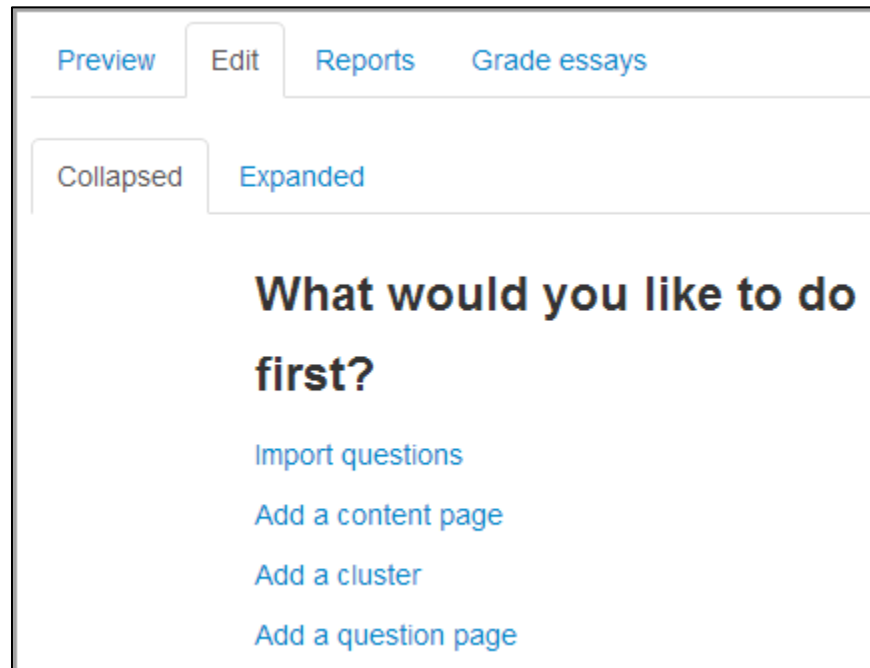 Preview Edit Reports Grade essays
Collapsed Expanded
What would you like to do
first?
Import questions
Add a content page
Add a cluster
Add a question page